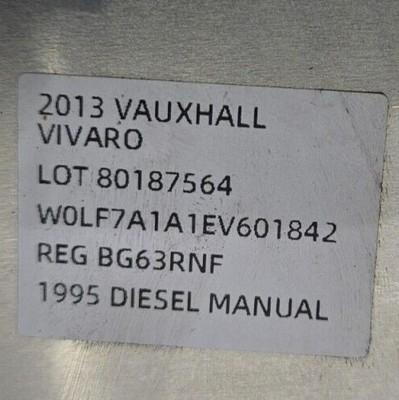 2013 VAUXHALL
VIVARO
LOT 80187564
W0LF7A1A1EV601842
REG BG63RNF
1995 DIESEL MANUAL